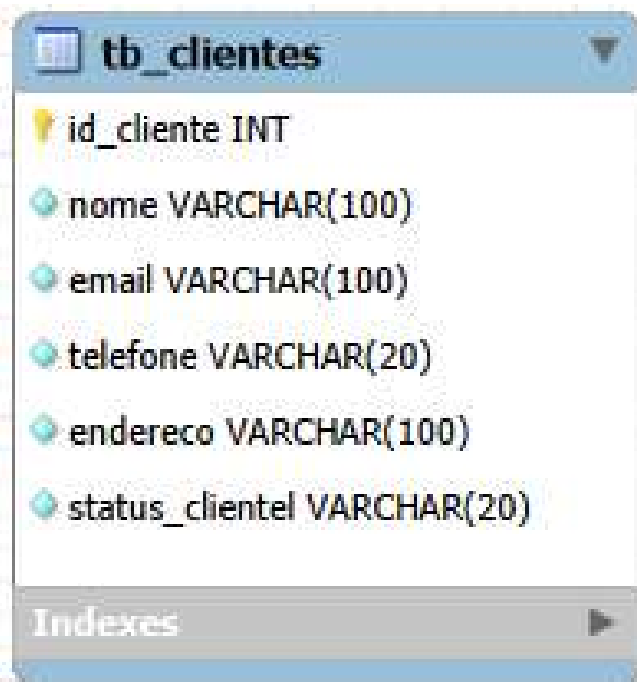 tb_clientes
id_cliente INT
nome VARCHAR(100)
email VARCHAR(100)
telefone VARCHAR(20)
endereco VARCHAR(100)
status_clientel VARCHAR(20)
Indexes